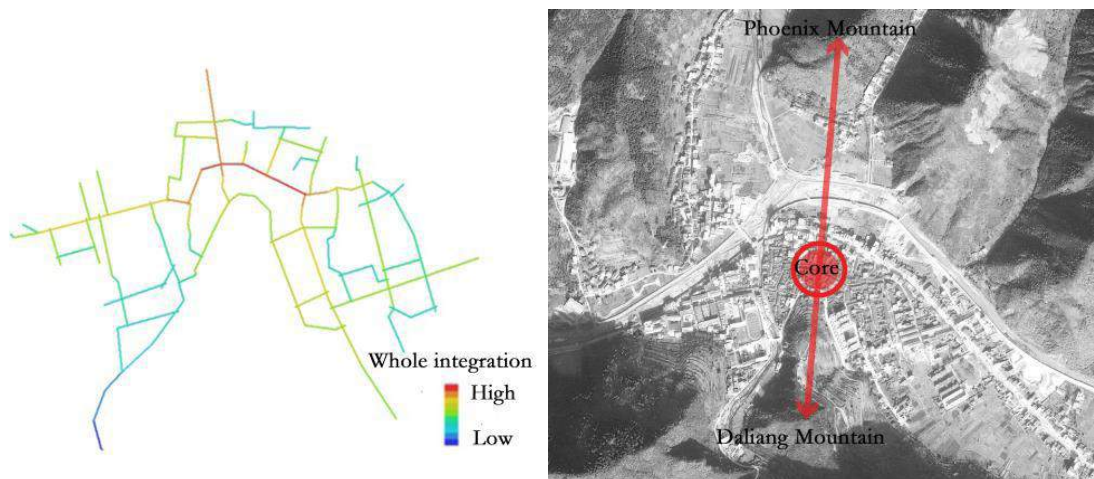 Whole integration
High
Low
Phoenix Mountain
Core
Daliang Mountain